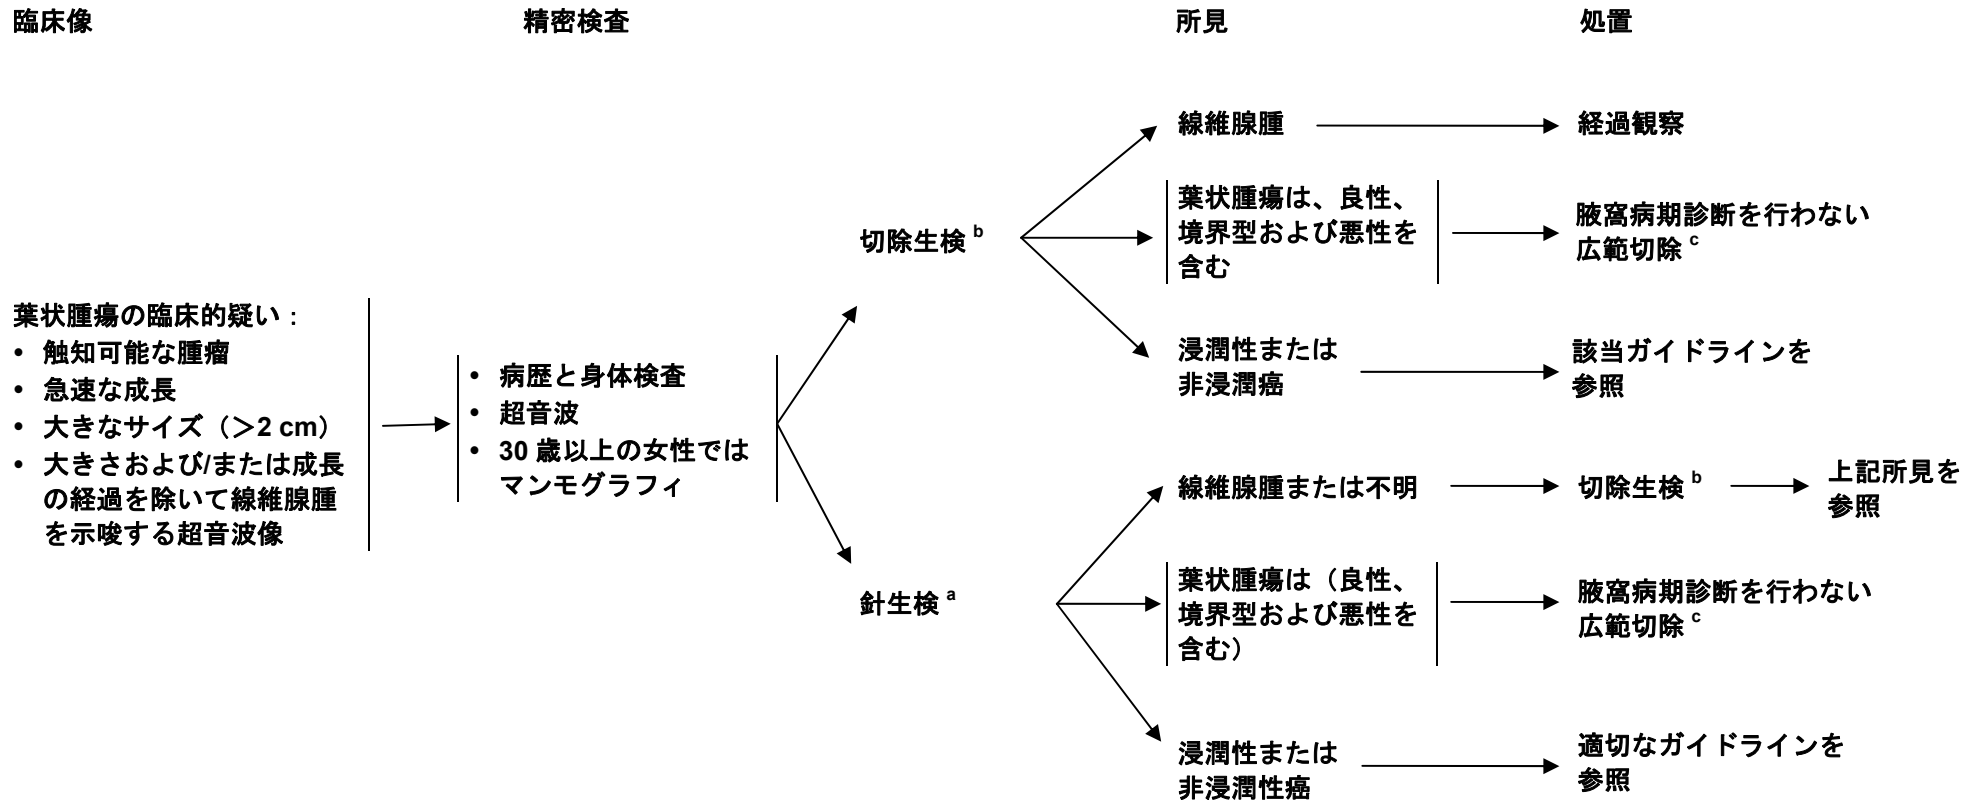 臨床像
精密検査
所見
処置
線維腺腫
経過観察
葉状腫瘍は、良性、
境界型および悪性を
含む
腋窩病期診断を行わない
広範切除 c
切除生検 b
浸潤性または
非浸潤癌
該当ガイドラインを
参照
葉状腫瘍の臨床的疑い：
• 触知可能な腫瘤
• 急速な成長
• 大きなサイズ（＞2 cm）
• 大きさおよび/または成長
の経過を除いて線維腺腫
を示唆する超音波像
• 病歴と身体検査
• 超音波
• 30 歳以上の女性では
マンモグラフィ
線維腺腫または不明
切除生検 b
上記所見を
参照
針生検 a
葉状腫瘍は（良性、
境界型および悪性を
含む）
腋窩病期診断を行わない
広範切除 c
浸潤性または
非浸潤性癌
適切なガイドラインを
参照